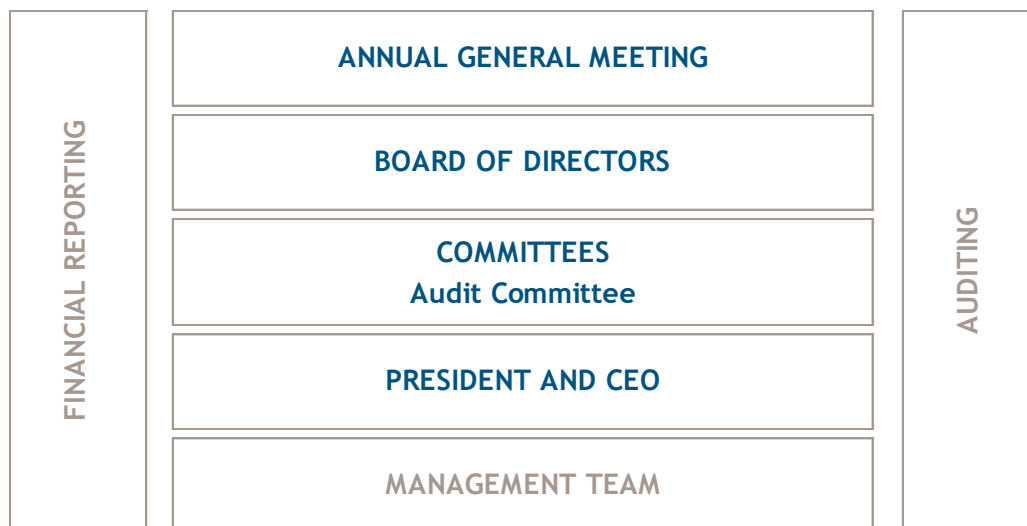 FINANCIAL REPORTING
ANNUAL GENERAL MEETING
BOARD OF DIRECTORS
COMMITTEES
Audit Committee
PRESIDENT AND CEO
MANAGEMENT TEAM
AUDITING